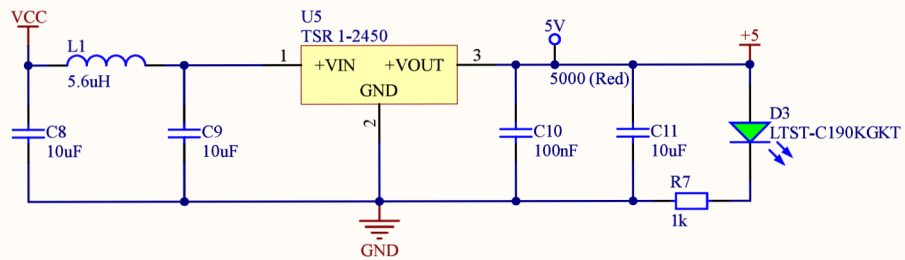 VCC
L1
5.6uH
C8
10uF
C9
10uF
U5
TSR 1-2450
1
+VIN
+VOUT
3
GND
2
GND
5V
5000 (Red)
C10
100nF
C11
10uF
+5
D3
LTST-C190KGKT
R7
1k